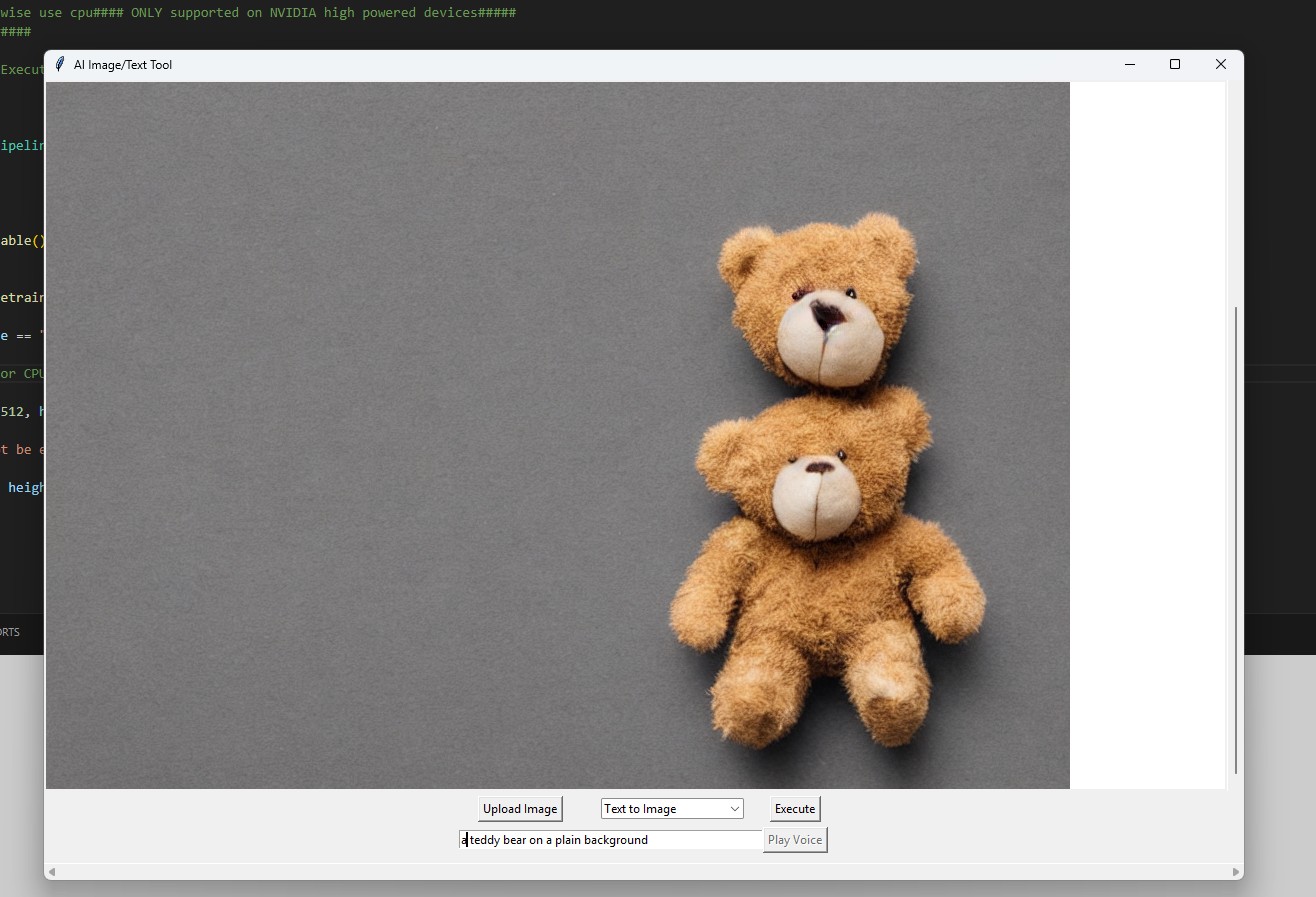 wise use cpu#### ONLY supported on NVIDIA high powered devices#####
####
AI Image/Text Tool
Execut
ipelin
able()
etrain
e == "
or CPU
512, h
t be e
heigh
ORTS
Upload Image
Text to Image
Execute
a teddy bear on a plain background
Play Voice